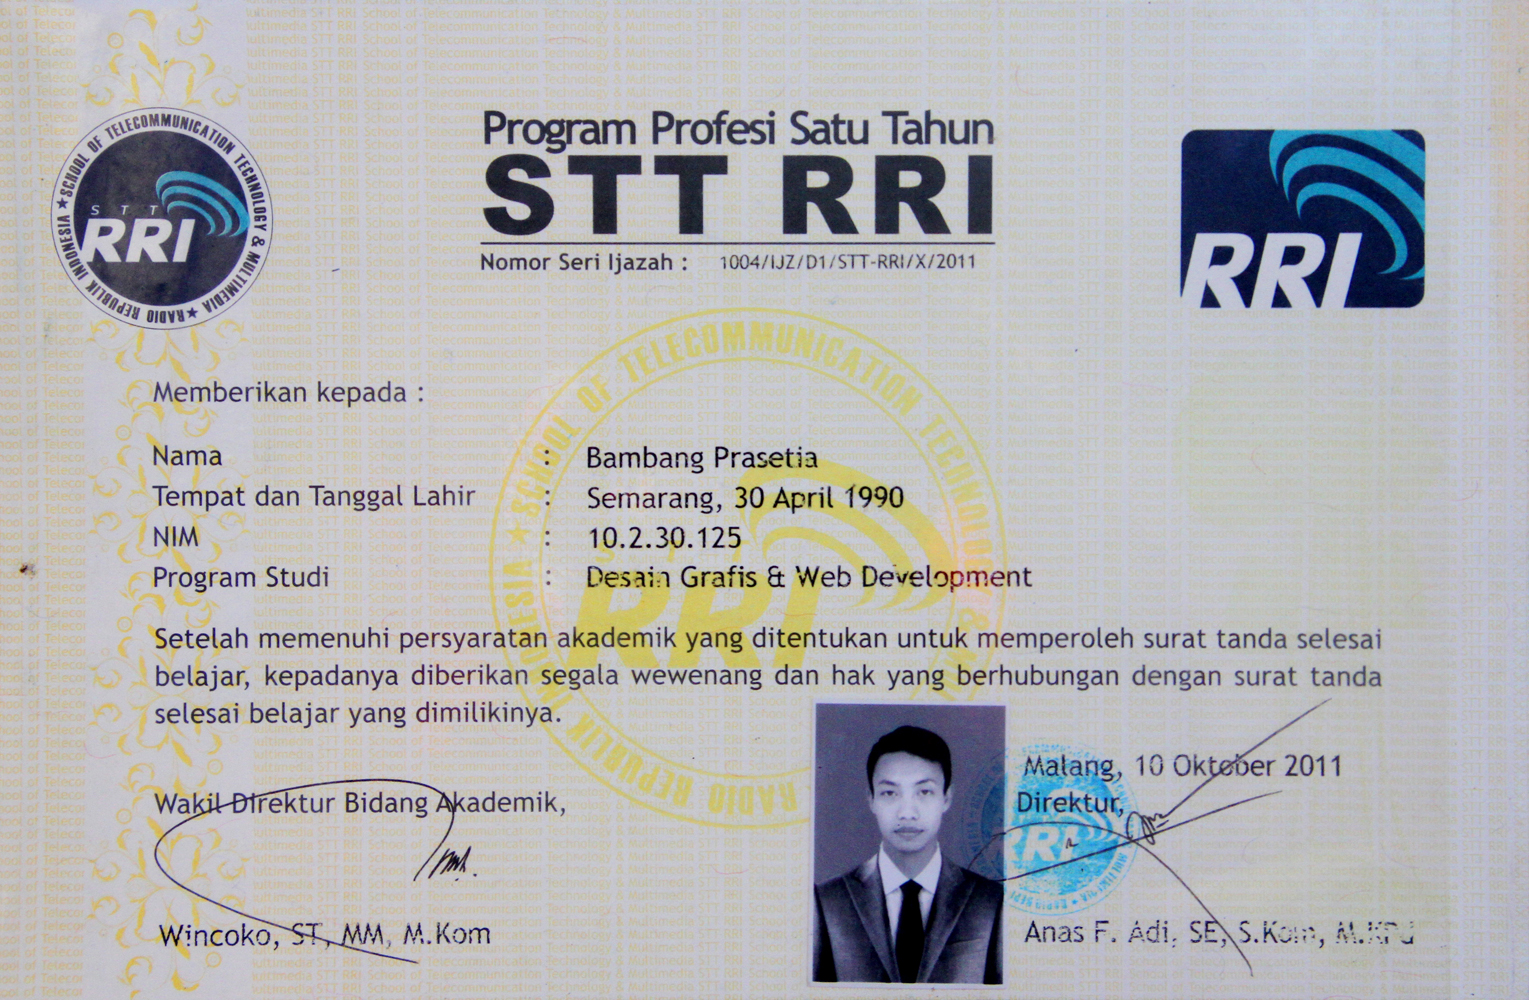 SCHOOL OF TELECOMMUNICATION TECHNOLOGY & MULTIMEDIA ★ RADIO REPUBLIK INDONESIA ★
STT
RRI
Program Profesi Satu Tahun
STT RRI
Nomor Seri Ijazah : 1004/IJZ/D1/STT-RRI/X/2011
RRI
Memberikan kepada :
Nama : Bambang Prasetia
Tempat dan Tanggal Lahir : Semarang, 30 April 1990
NIM : 10.2.30.125
Program Studi : Desain Grafis & Web Development
Setelah memenuhi persyaratan akademik yang ditentukan untuk memperoleh surat tanda selesai
belajar, kepadanya diberikan segala wewenang dan hak yang berhubungan dengan surat tanda
selesai belajar yang dimilikinya.
Malang, 10 Oktober 2011
Wakil Direktur Bidang Akademik,
Direktur,
RRI
Wincoko, ST, MM, M.Kom
Anas F. Adi, SE, S.Kom,